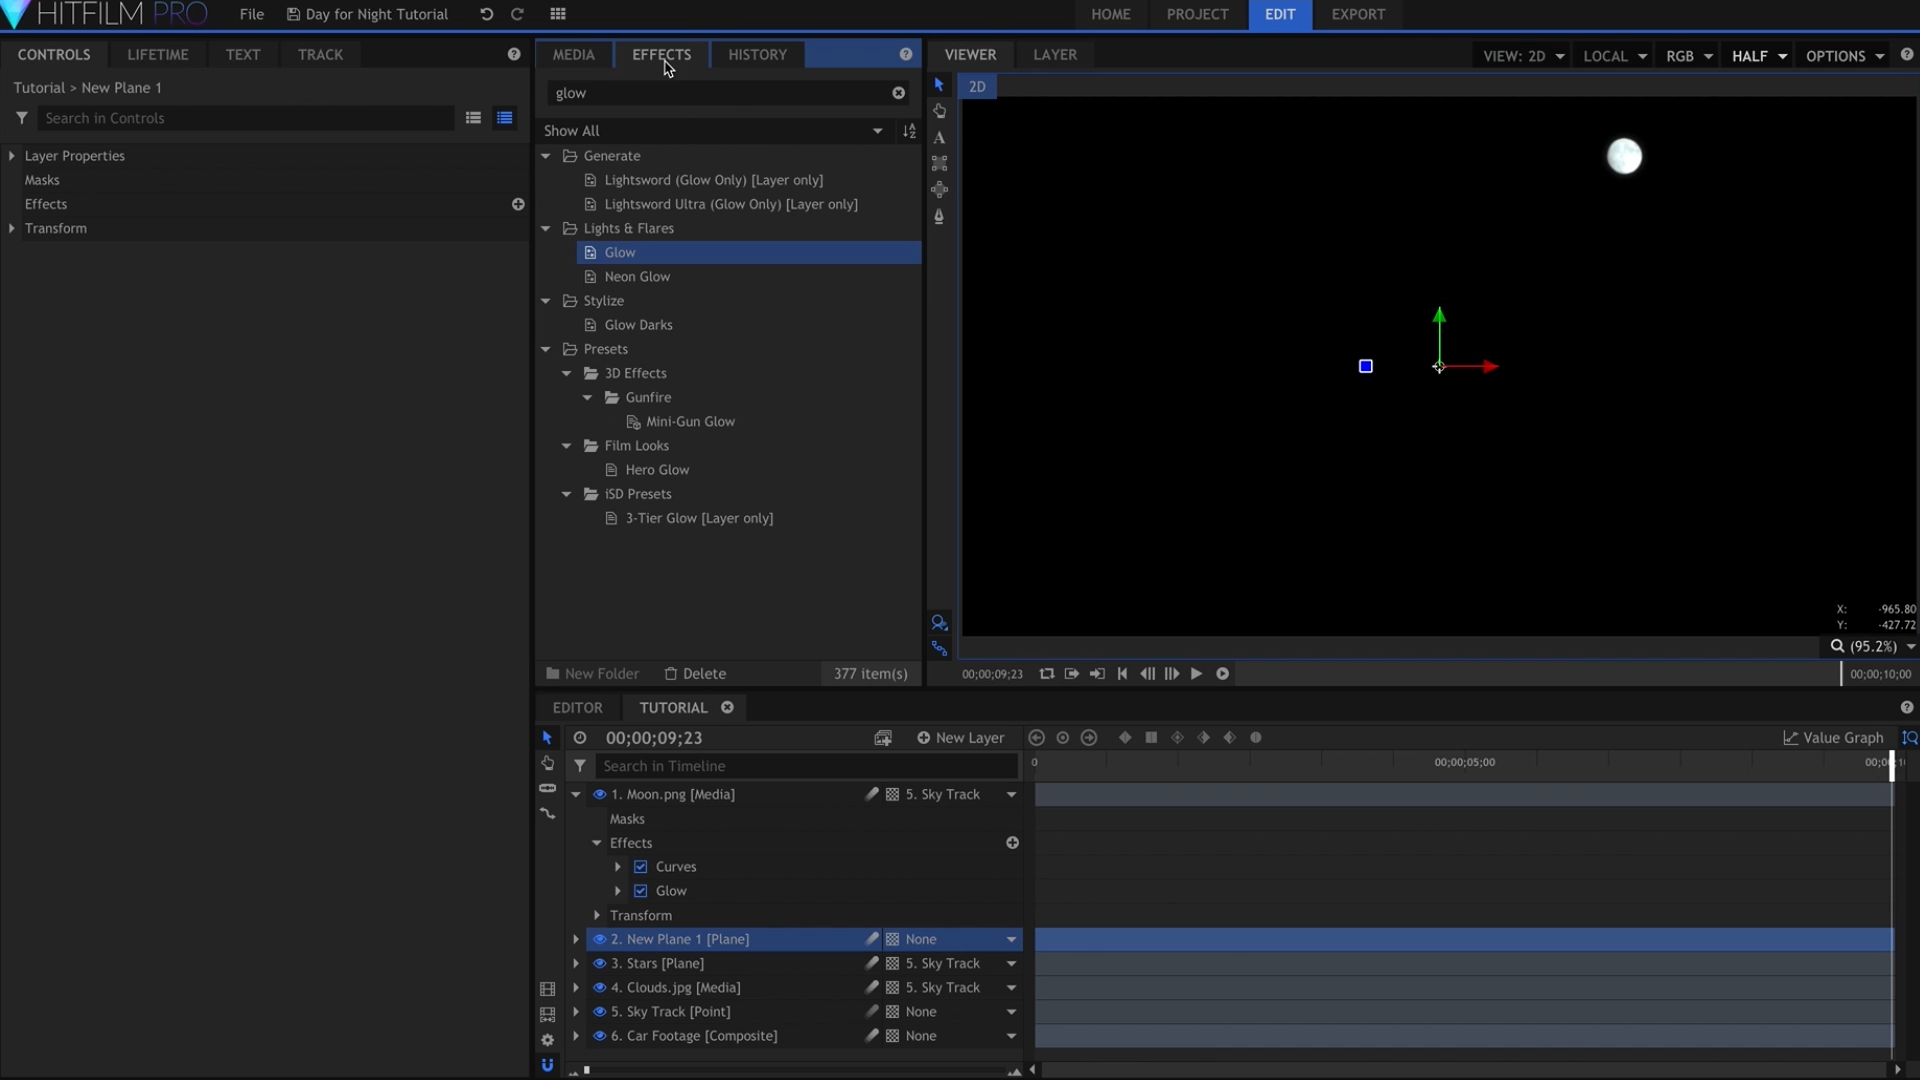 HITFILM PRO
File
Day for Night Tutorial
HOME
PROJECT
EDIT
EXPORT
CONTROLS
LIFETIME
TEXT
TRACK
Tutorial > New Plane 1
Search in Controls
Layer Properties
Masks
Effects
Transform
MEDIA
EFFECTS
HISTORY
glow
Show All
Generate
Lightsword (Glow Only) [Layer only]
Lightsword Ultra (Glow Only) [Layer only]
Lights & Flares
Glow
Neon Glow
Stylize
Glow Darks
Presets
3D Effects
Gunfire
Mini-Gun Glow
Film Looks
Hero Glow
iSD Presets
3-Tier Glow [Layer only]
New Folder
Delete
377 item(s)
VIEWER
LAYER
VIEW: 2D
LOCAL
RGB
HALF
OPTIONS
2D
X: -965.80
Y: -427.72
(95.2%)
00;00;09;23
00;00;10;00
EDITOR
TUTORIAL
00;00;09;23
New Layer
Value Graph
Search in Timeline
0
00;00;05;00
1. Moon.png [Media]
5. Sky Track
Masks
Effects
Curves
Glow
Transform
2. New Plane 1 [Plane]
None
3. Stars [Plane]
5. Sky Track
4. Clouds.jpg [Media]
5. Sky Track
5. Sky Track [Point]
None
6. Car Footage [Composite]
None